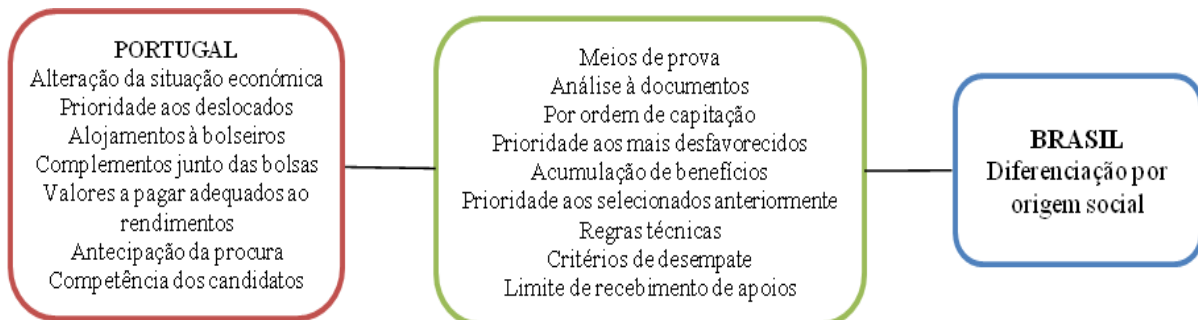 PORTUGAL
Alteração da situação económica
Prioridade aos deslocados
Alojamentos à bolseiros
Complementos junto das bolsas
Valores a pagar adequados ao
rendimentos
Antecipação da procura
Competência dos candidatos
Meios de prova
Análise à documentos
Por ordem de capitação
Prioridade aos mais desfavorecidos
Acumulação de benefícios
Prioridade aos selecionados anteriormente
Regras técnicas
Critérios de desempate
Limite de recebimento de apoios
BRASIL
Diferenciação por
origem social